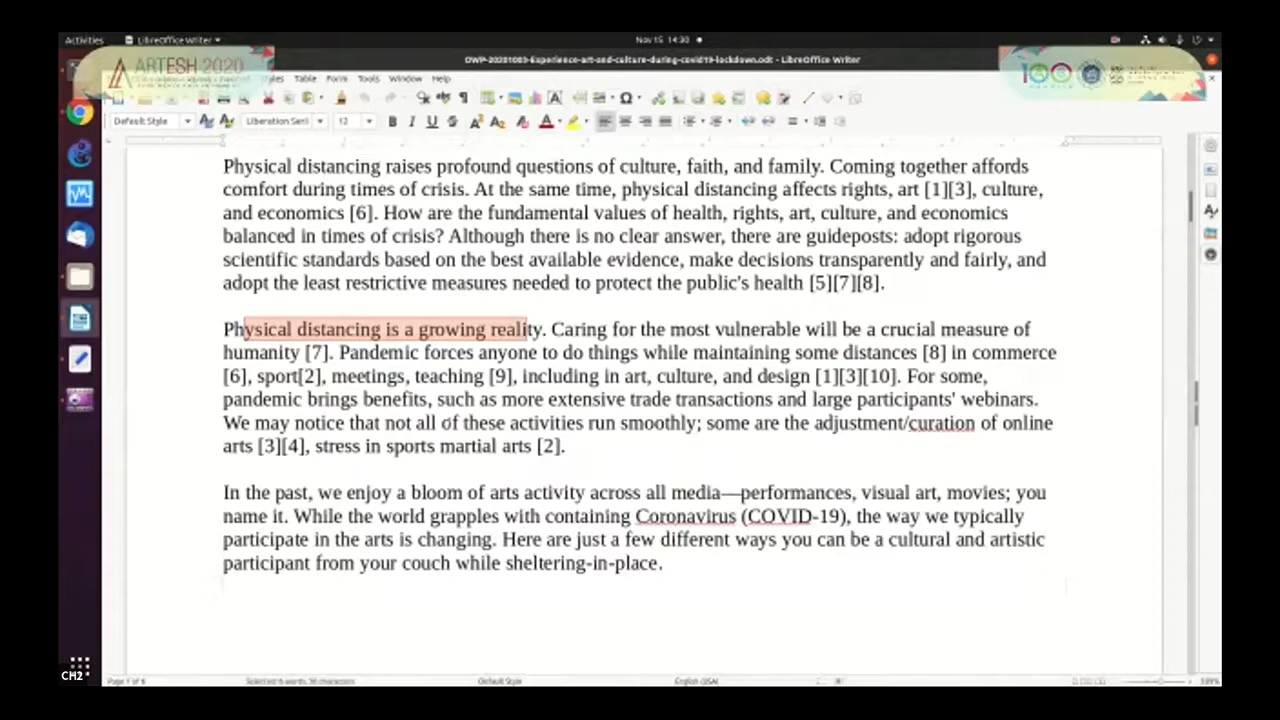 Activities LibreOffice Writer Nov 15 14:30
OWP-20201003-Experience-art-and-culture-during-covid19-lockdown.odt - LibreOffice Writer
ARTESH 2020
100
Styles Table Form Tools Window Help
Default Style Liberation Seri 12
Physical distancing raises profound questions of culture, faith, and family. Coming together affords
comfort during times of crisis. At the same time, physical distancing affects rights, art [1][3], culture,
and economics [6]. How are the fundamental values of health, rights, art, culture, and economics
balanced in times of crisis? Although there is no clear answer, there are guideposts: adopt rigorous
scientific standards based on the best available evidence, make decisions transparently and fairly, and
adopt the least restrictive measures needed to protect the public's health [5][7][8].
Physical distancing is a growing reality. Caring for the most vulnerable will be a crucial measure of
humanity [7]. Pandemic forces anyone to do things while maintaining some distances [8] in commerce
[6], sport[2], meetings, teaching [9], including in art, culture, and design [1][3][10]. For some,
pandemic brings benefits, such as more extensive trade transactions and large participants' webinars.
We may notice that not all of these activities run smoothly; some are the adjustment/curation of online
arts [3][4], stress in sports martial arts [2].
In the past, we enjoy a bloom of arts activity across all media—performances, visual art, movies; you
name it. While the world grapples with containing Coronavirus (COVID-19), the way we typically
participate in the arts is changing. Here are just a few different ways you can be a cultural and artistic
participant from your couch while sheltering-in-place.
CH2
Page 1 of 6 Selected: 6 words, 36 characters Default Style English (USA)